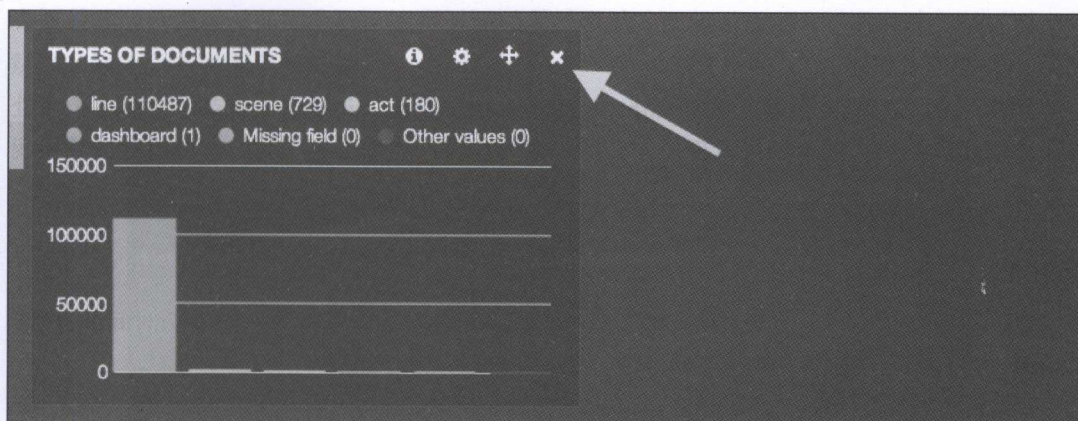 TYPES OF DOCUMENTS
line (110487) scene (729) act (180)
dashboard (1) Missing field (0) Other values (0)
150000
100000
50000
0